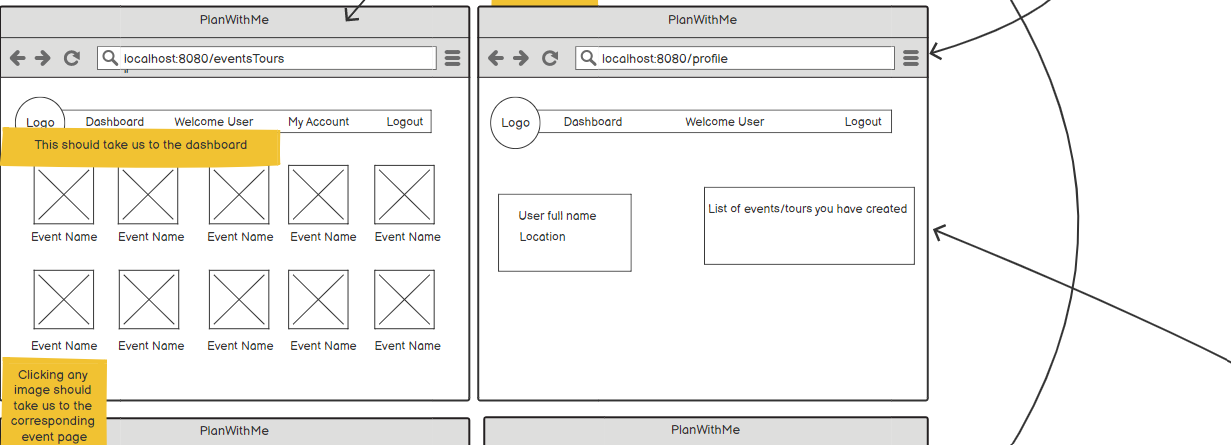 PlanWithMe
localhost:8080/eventsTours
Logo Dashboard Welcome User My Account Logout
This should take us to the dashboard
Event Name Event Name Event Name Event Name Event Name
Event Name Event Name Event Name Event Name Event Name
Clicking any
image should
take us to the
corresponding
event page
PlanWithMe
PlanWithMe
localhost:8080/profile
Logo Dashboard Welcome User Logout
User full name
Location
List of events/tours you have created
PlanWithMe